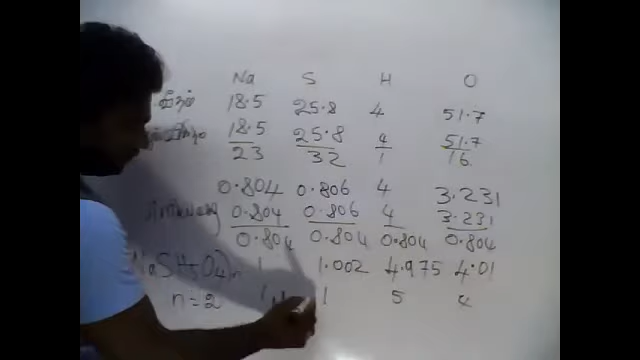 Na S H O
18.5 25.8 4 51.7
18.5/23 25.8/32 4/1 51.7/16
0.804 0.806 4 3.231
0.804/0.804 0.806/0.804 4/0.804 3.231/0.804
NaSH5O4)n 1 1.002 4.975 4.01
n=2 1 1 5 4